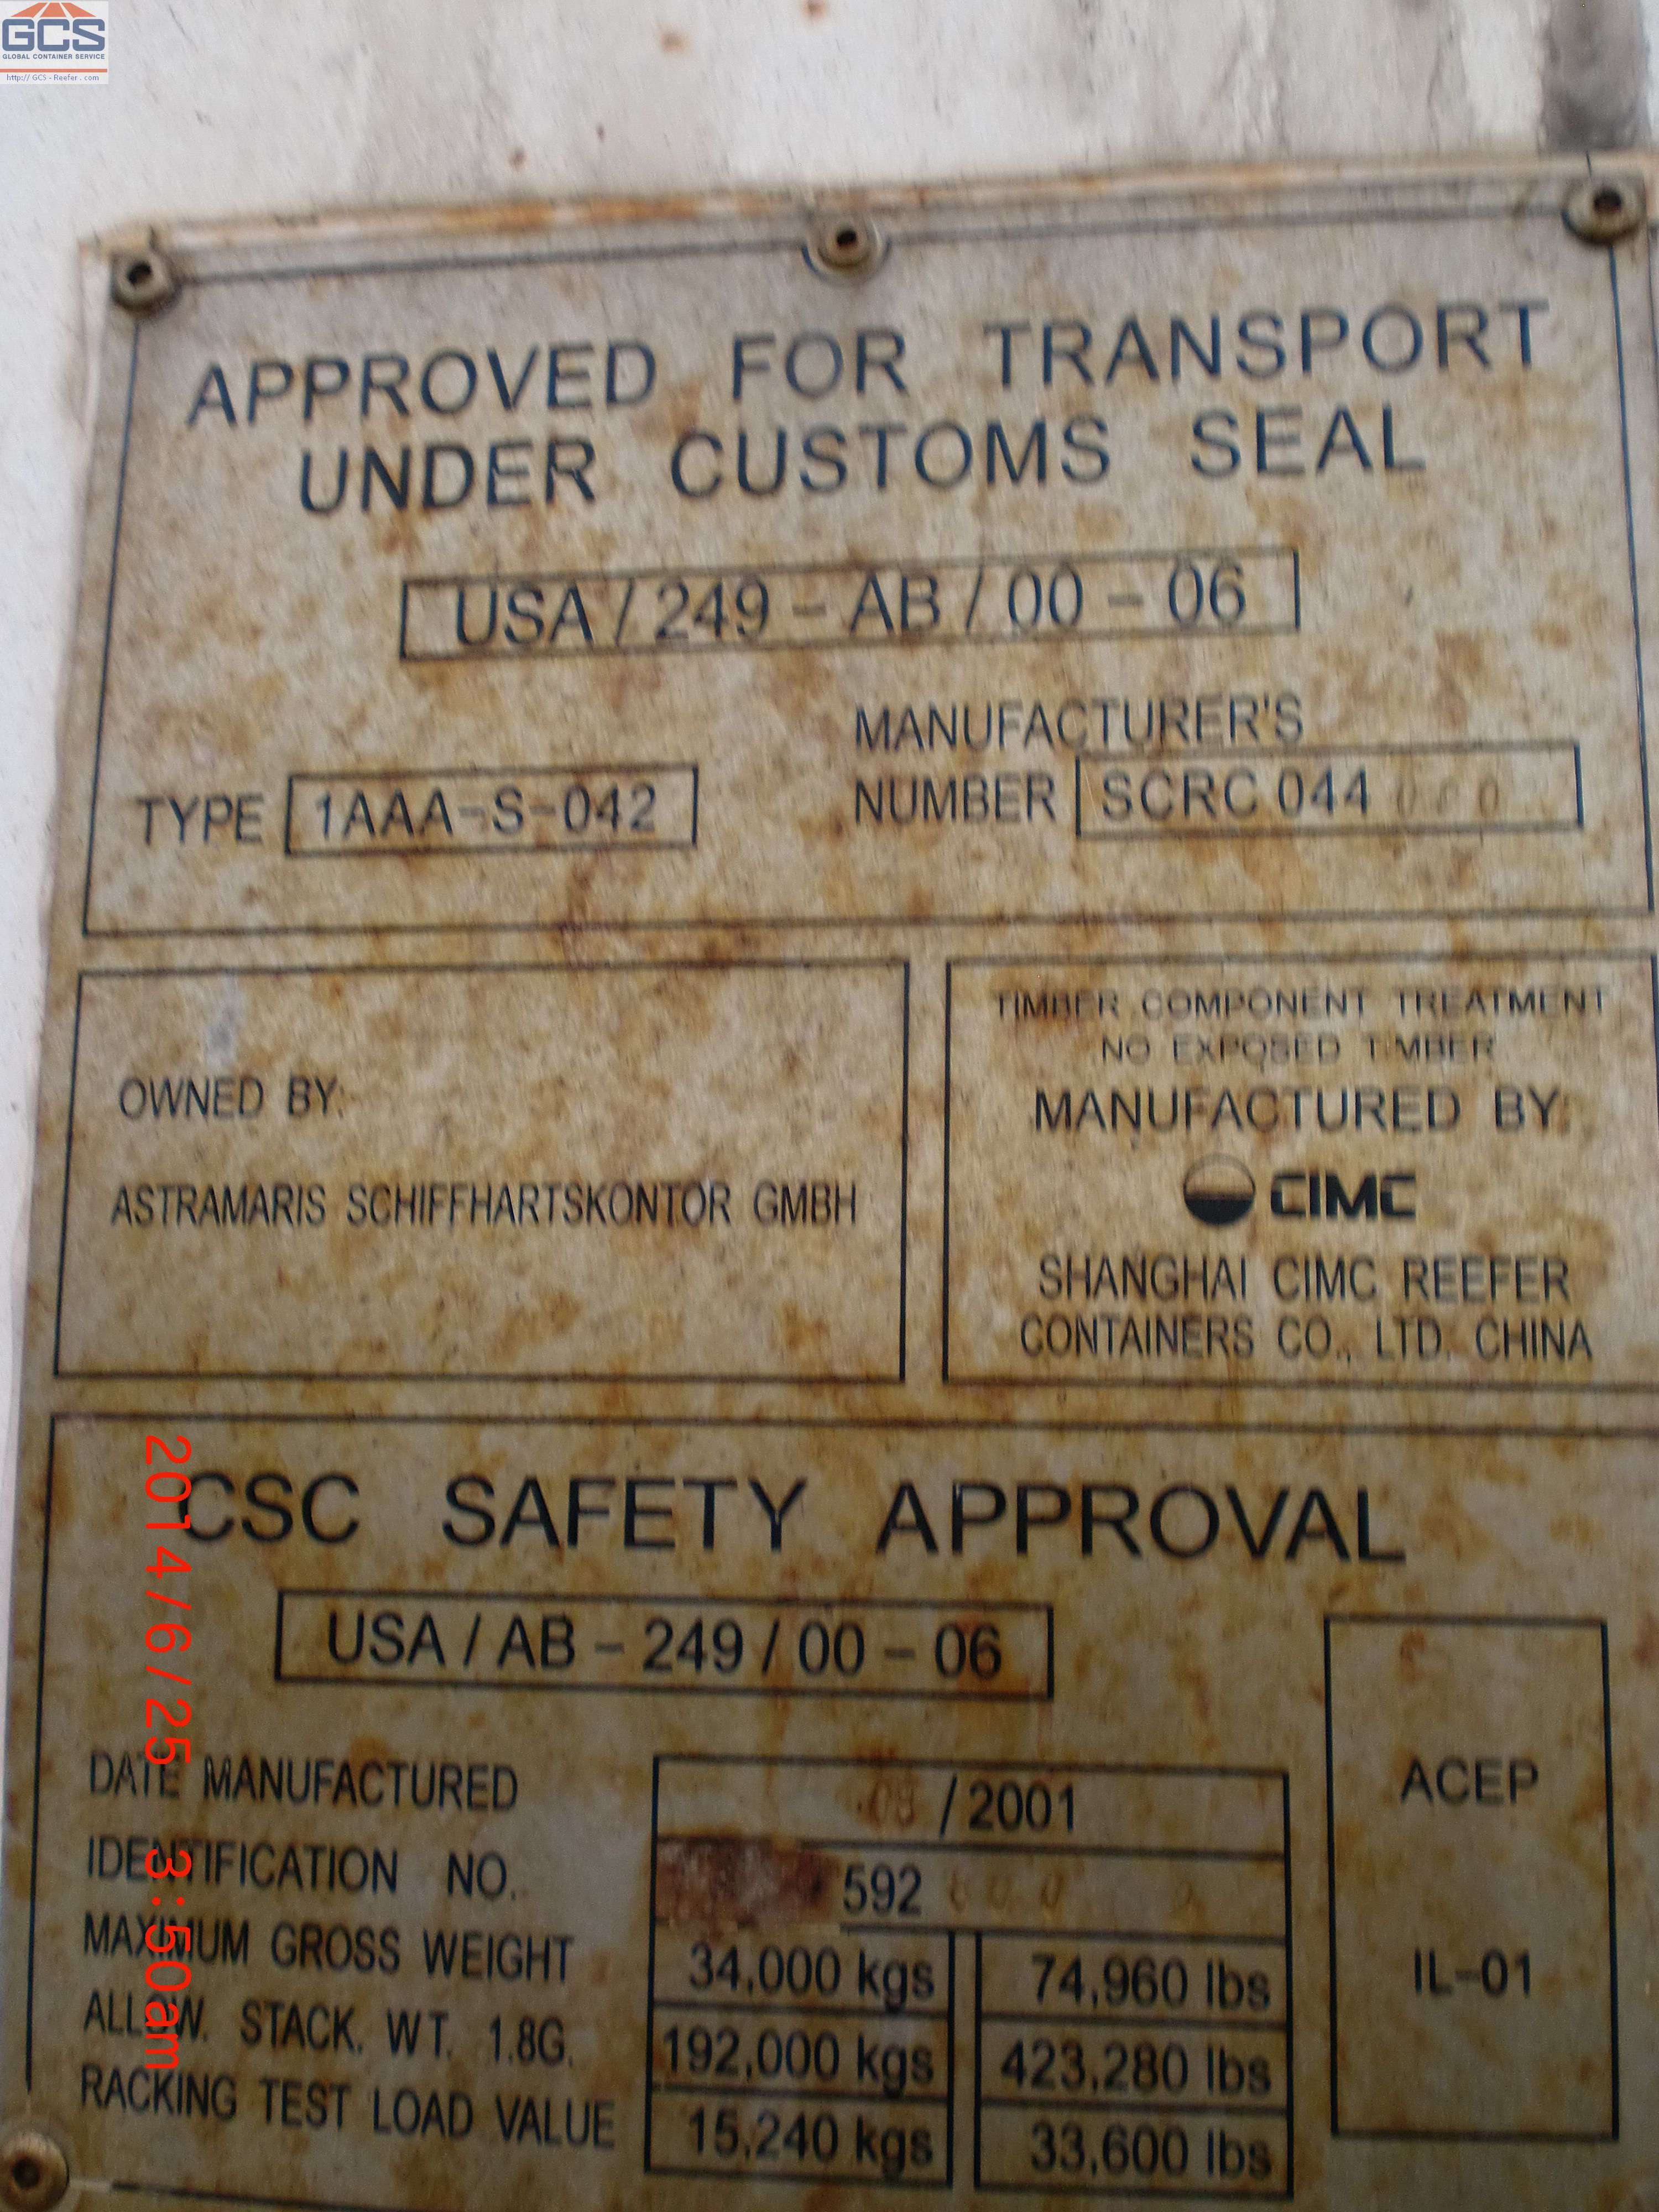 GCS
GLOBAL CONTAINER SERVICE
http:// GCS - Reefer . com
APPROVED FOR TRANSPORT
UNDER CUSTOMS SEAL
USA / 249 - AB / 00 - 06
MANUFACTURER'S
TYPE 1AAA-S-042 NUMBER SCRC 044
OWNED BY:
ASTRAMARIS SCHIFFHARTSKONTOR GMBH
TIMBER COMPONENT TREATMENT
NO EXPOSED TIMBER
MANUFACTURED BY:
CIMC
SHANGHAI CIMC REEFER
CONTAINERS CO., LTD. CHINA
CSC SAFETY APPROVAL
USA / AB - 249 / 00 - 06
DATE MANUFACTURED /2001
IDENTIFICATION NO. 592
MAXIMUM GROSS WEIGHT 34,000 kgs 74,960 lbs
ALLOW. STACK. WT. 1.8G. 192,000 kgs 423,280 lbs
RACKING TEST LOAD VALUE 15,240 kgs 33,600 lbs
ACEP
IL-01
2014/6/25 3:50am